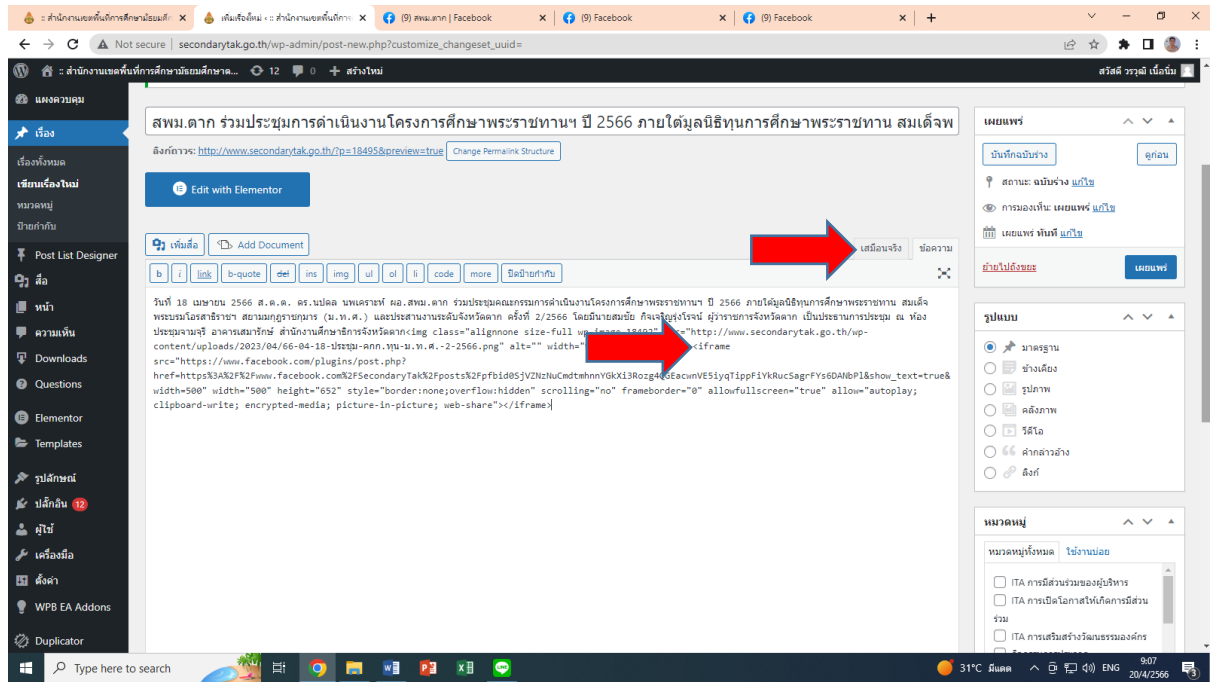 :: สำนักงานเขตพื้นที่การศึกษามัธยมศึก
เพิ่มเรื่องใหม่ ‹ :: สำนักงานเขตพื้นที่การ
(9) สพม.ตาก | Facebook
(9) Facebook
(9) Facebook
Not secure | secondarytak.go.th/wp-admin/post-new.php?customize_changeset_uuid=
:: สำนักงานเขตพื้นที่การศึกษามัธยมศึกษาต... 12 0 + สร้างใหม่
สวัสดี วรวุฒิ เนื้อนิ่ม
แผงควบคุม
เรื่อง
เรื่องทั้งหมด
เขียนเรื่องใหม่
หมวดหมู่
ป้ายกำกับ
Post List Designer
สื่อ
หน้า
ความเห็น
Downloads
Questions
Elementor
Templates
รูปลักษณ์
ปลั๊กอิน 12
ผู้ใช้
เครื่องมือ
ตั้งค่า
WPB EA Addons
Duplicator
สพม.ตาก ร่วมประชุมการดำเนินงานโครงการศึกษาพระราชทานฯ ปี 2566 ภายใต้มูลนิธิทุนการศึกษาพระราชทาน สมเด็จพ
ลิงก์ถาวร: http://www.secondarytak.go.th/?p=18495&preview=true Change Permalink Structure
Edit with Elementor
เพิ่มสื่อ Add Document
เสมือนจริง ข้อความ
b i link b-quote del ins img ul ol li code more ปิดป้ายกำกับ
วันที่ 18 เมษายน 2566 ส.ต.ต. ดร.นปดล นพเคราะห์ ผอ.สพม.ตาก ร่วมประชุมคณะกรรมการดำเนินงานโครงการศึกษาพระราชทานฯ ปี 2566 ภายใต้มูลนิธิทุนการศึกษาพระราชทาน สมเด็จ
พระบรมโอรสาธิราชฯ สยามมกุฎราชกุมาร (ม.ท.ศ.) และประสานงานระดับจังหวัดตาก ครั้งที่ 2/2566 โดยมีนายสมชัย กิจเจริญรุ่งโรจน์ ผู้ว่าราชการจังหวัดตาก เป็นประธานการประชุม ณ ห้อง
ประชุมจามจุรี อาคารเสมารักษ์ สำนักงานศึกษาธิการจังหวัดตาก<img class="alignnone size-full wp-image-18492" src="http://www.secondarytak.go.th/wp-
content/uploads/2023/04/66-04-18-ประชุม-คกก.ทุน-ม.ท.ศ.-2-2566.png" alt="" width=" <iframe
src="https://www.facebook.com/plugins/post.php?
href=https%3A%2F%2Fwww.facebook.com%2FSecondaryTak%2Fposts%2Fpfbid0SjVZNzNuCmdtmhnnYGkXi3Rozg4QGEacwnVE5iyqTippFiYkRucSagrFYs6DANbPl&show_text=true&
width=500" width="500" height="652" style="border:none;overflow:hidden" scrolling="no" frameborder="0" allowfullscreen="true" allow="autoplay;
clipboard-write; encrypted-media; picture-in-picture; web-share"></iframe>
เผยแพร่
บันทึกฉบับร่าง ดูก่อน
สถานะ: ฉบับร่าง แก้ไข
การมองเห็น: เผยแพร่ แก้ไข
เผยแพร่ ทันที แก้ไข
ย้ายไปถังขยะ เผยแพร่
รูปแบบ
มาตรฐาน
ข้างเคียง
รูปภาพ
คลังภาพ
วีดีโอ
คำกล่าวอ้าง
ลิงก์
หมวดหมู่
หมวดหมู่ทั้งหมด ใช้งานบ่อย
ITA การมีส่วนร่วมของผู้บริหาร
ITA การเปิดโอกาสให้เกิดการมีส่วน
ร่วม
ITA การเสริมสร้างวัฒนธรรมองค์กร
Type here to search
31°C มีแดด ENG 9:07
20/4/2566
3